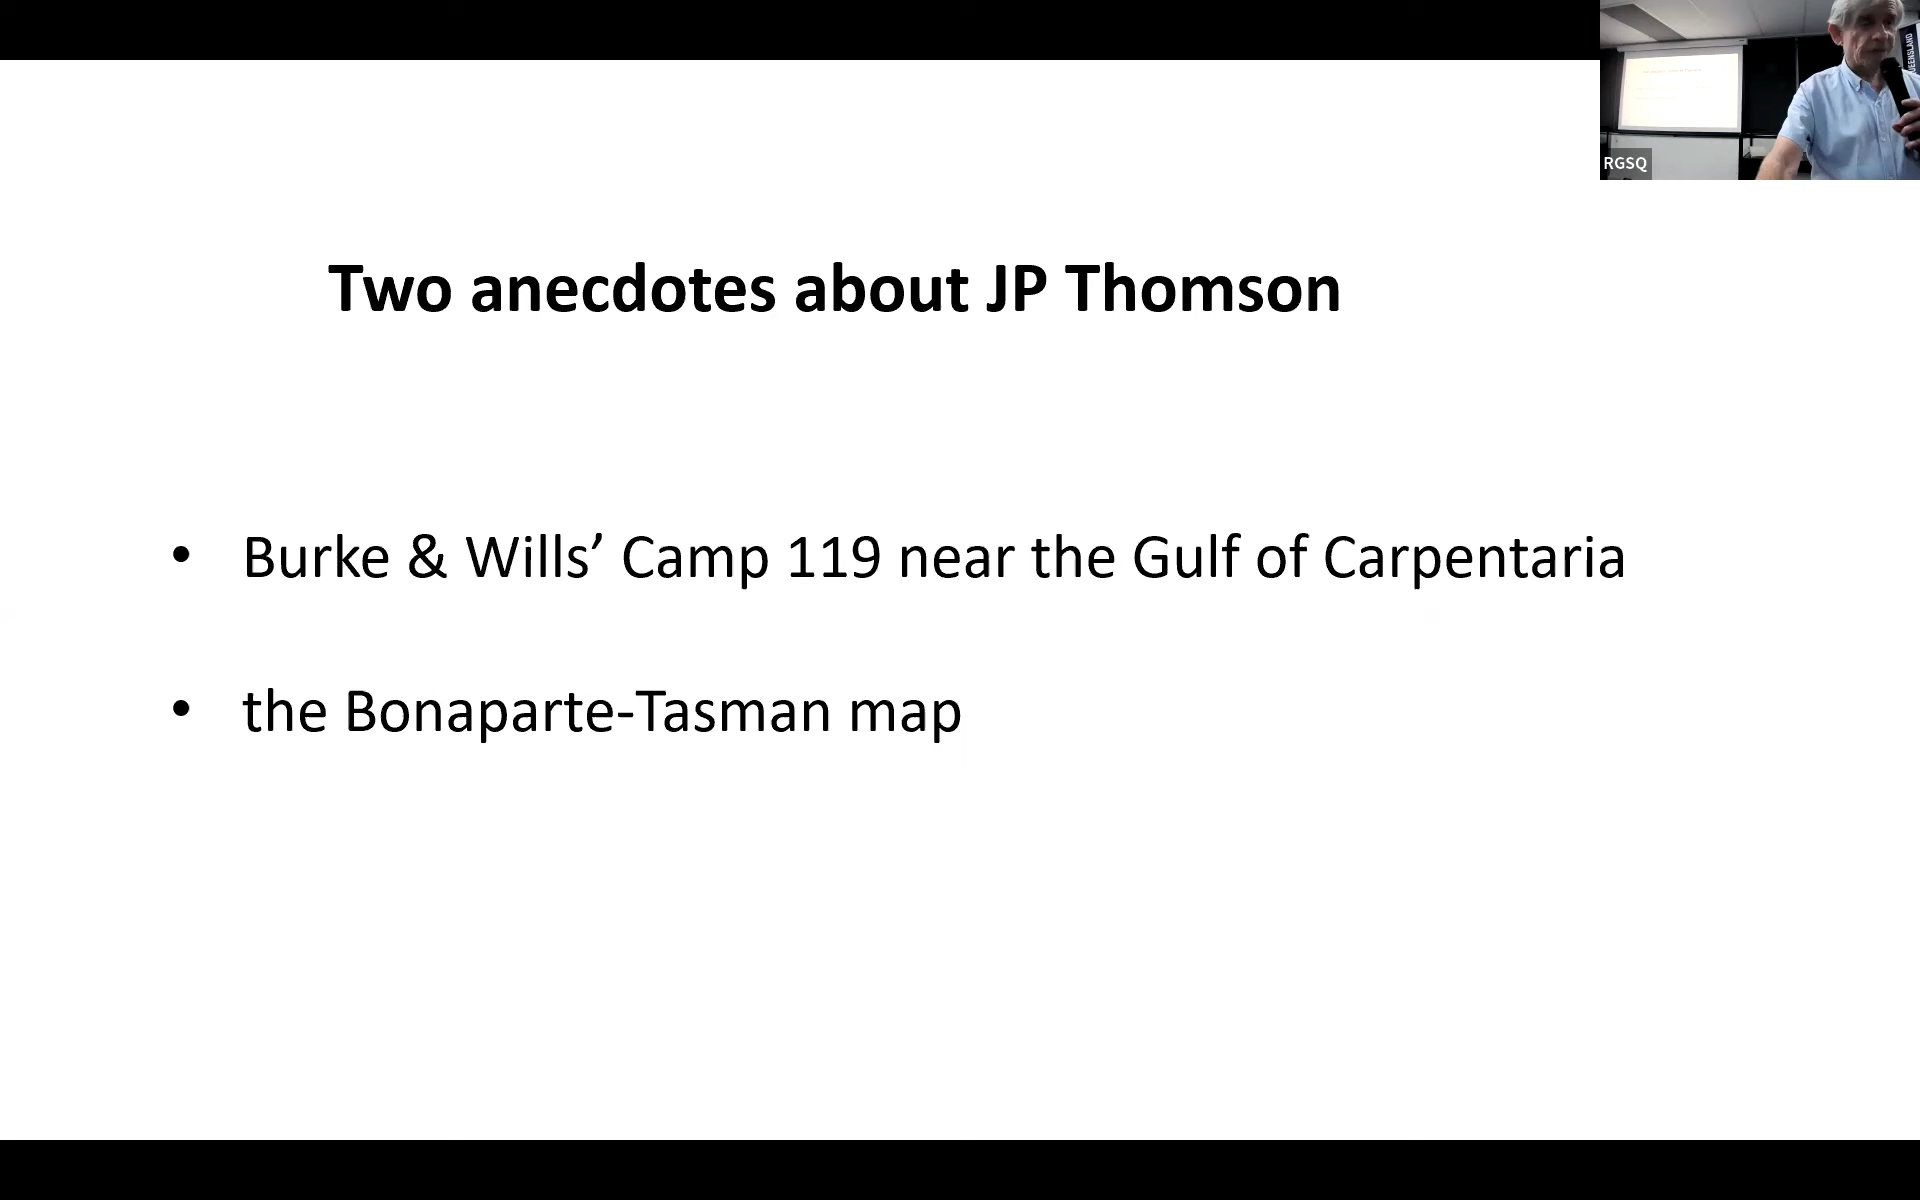 RGSQ
Two anecdotes about JP Thomson
• Burke & Wills’ Camp 119 near the Gulf of Carpentaria
• the Bonaparte-Tasman map